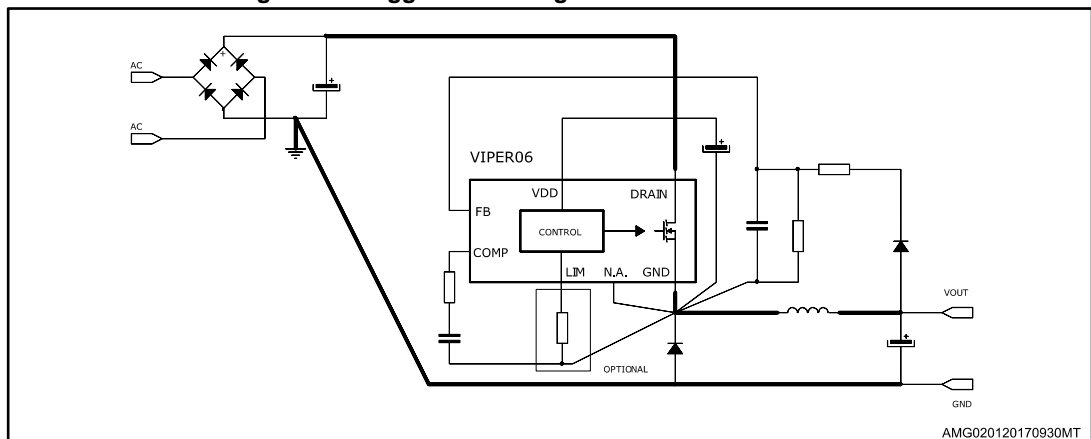 AC
+
+
AC
+
VIPER06
VDD
DRAIN
FB
CONTROL
COMP
LIM
N.A.
GND
VOUT
+
OPTIONAL
GND
AMG020120170930MT